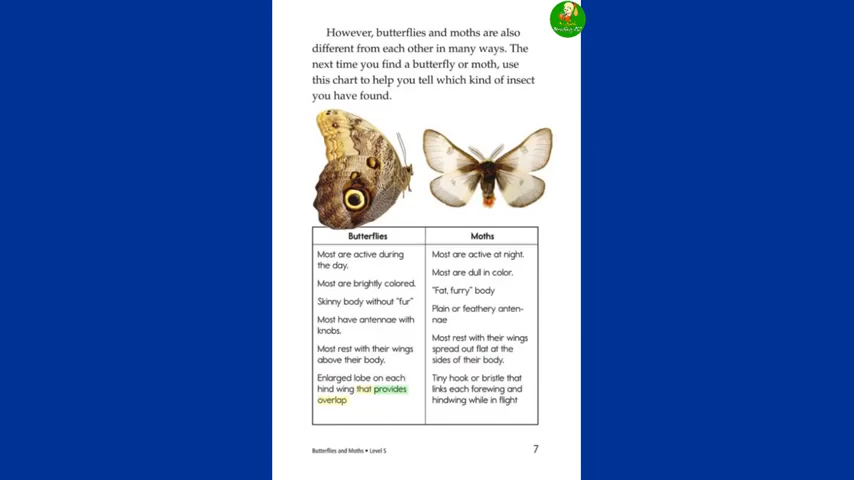 However, butterflies and moths are also
different from each other in many ways. The
next time you find a butterfly or moth, use
this chart to help you tell which kind of insect
you have found.
Butterflies
Most are active during
the day.
Most are brightly colored.
Skinny body without "fur"
Most have antennae with
knobs.
Most rest with their wings
above their body.
Enlarged lobe on each
hind wing that provides
overlap
Moths
Most are active at night.
Most are dull in color.
"Fat, furry" body
Plain or feathery anten-
nae
Most rest with their wings
spread out flat at the
sides of their body.
Tiny hook or bristle that
links each forewing and
hindwing while in flight
Butterflies and Moths • Level S
7